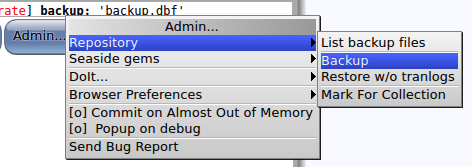 rate] backup: 'backup.dbf'
Admin...
Admin...
Repository
Seaside gems
DoIt...
Browser Preferences
[o] Commit on Almost Out of Memory
[o] Popup on debug
Send Bug Report
List backup files
Backup
Restore w/o tranlogs
Mark For Collection